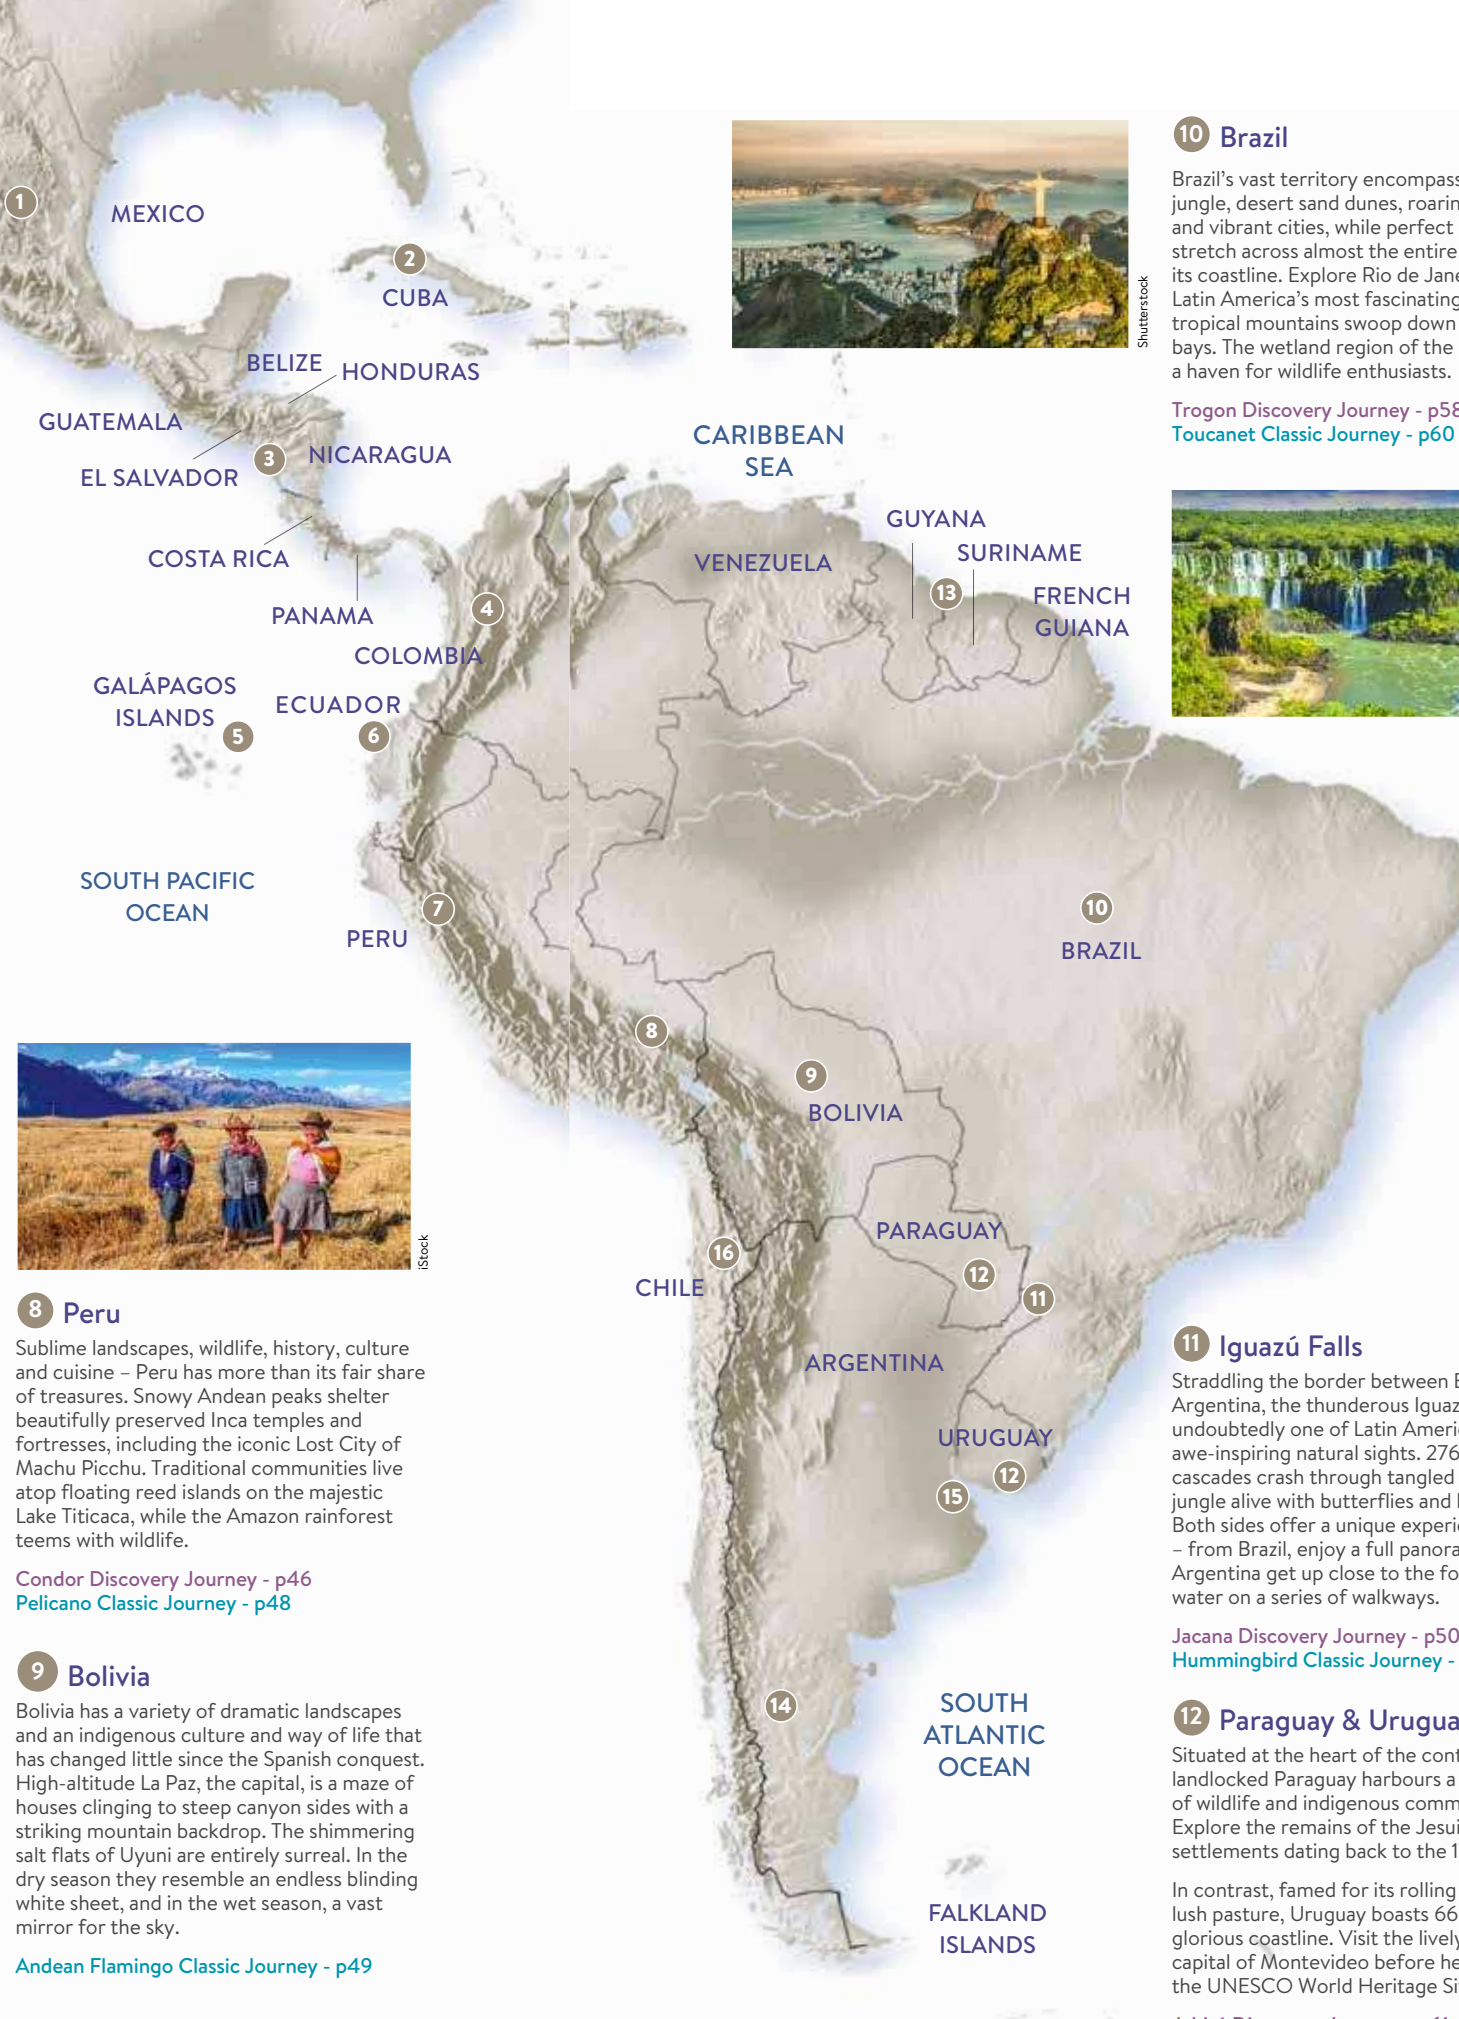 1
MEXICO
2
CUBA
BELIZE
HONDURAS
GUATEMALA
3
NICARAGUA
EL SALVADOR
COSTA RICA
PANAMA
4
COLOMBIA
GALÁPAGOS
ISLANDS
5
ECUADOR
6
SOUTH PACIFIC
OCEAN
7
PERU
CARIBBEAN
SEA
VENEZUELA
GUYANA
SURINAME
13
FRENCH
GUIANA
10
BRAZIL
8
9
BOLIVIA
PARAGUAY
12
11
16
CHILE
ARGENTINA
URUGUAY
12
15
14
SOUTH
ATLANTIC
OCEAN
FALKLAND
ISLANDS
iStock
8 Peru
Sublime landscapes, wildlife, history, culture
and cuisine – Peru has more than its fair share
of treasures. Snowy Andean peaks shelter
beautifully preserved Inca temples and
fortresses, including the iconic Lost City of
Machu Picchu. Traditional communities live
atop floating reed islands on the majestic
Lake Titicaca, while the Amazon rainforest
teems with wildlife.
Condor Discovery Journey - p46
Pelicano Classic Journey - p48
9 Bolivia
Bolivia has a variety of dramatic landscapes
and an indigenous culture and way of life that
has changed little since the Spanish conquest.
High-altitude La Paz, the capital, is a maze of
houses clinging to steep canyon sides with a
striking mountain backdrop. The shimmering
salt flats of Uyuni are entirely surreal. In the
dry season they resemble an endless blinding
white sheet, and in the wet season, a vast
mirror for the sky.
Andean Flamingo Classic Journey - p49
Shutterstock
10 Brazil
Brazil's vast territory encompass
jungle, desert sand dunes, roarin
and vibrant cities, while perfect
stretch across almost the entire
its coastline. Explore Rio de Jane
Latin America's most fascinating
tropical mountains swoop down
bays. The wetland region of the
a haven for wildlife enthusiasts.
Trogon Discovery Journey - p58
Toucanet Classic Journey - p60
11 Iguazú Falls
Straddling the border between
Argentina, the thunderous Iguaz
undoubtedly one of Latin Ameri
awe-inspiring natural sights. 276
cascades crash through tangled
jungle alive with butterflies and
Both sides offer a unique experi
– from Brazil, enjoy a full panora
Argentina get up close to the fo
water on a series of walkways.
Jacana Discovery Journey - p50
Hummingbird Classic Journey -
12 Paraguay & Urugua
Situated at the heart of the cont
landlocked Paraguay harbours a
of wildlife and indigenous comm
Explore the remains of the Jesui
settlements dating back to the 1
In contrast, famed for its rolling
lush pasture, Uruguay boasts 66
glorious coastline. Visit the lively
capital of Montevideo before he
the UNESCO World Heritage Si